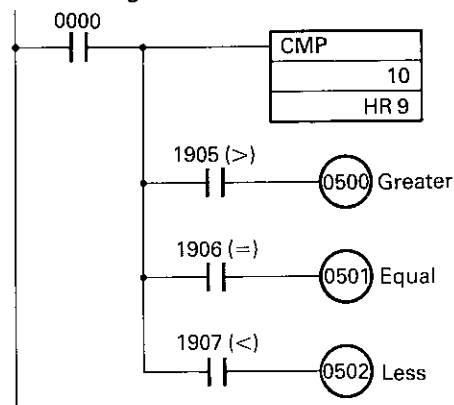 0000
CMP
10
HR 9
1905 (>)
0500 Greater
1906 (=)
0501 Equal
1907 (<)
0502 Less